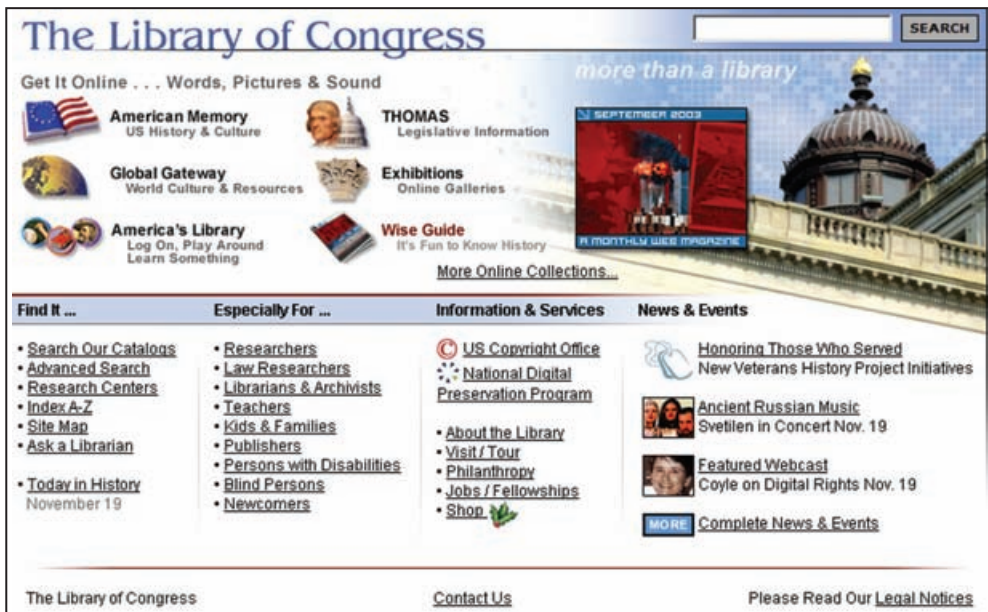 The Library of Congress
SEARCH
Get It Online . . . Words, Pictures & Sound
more than a library
American Memory
US History & Culture
THOMAS
Legislative Information
Global Gateway
World Culture & Resources
Exhibitions
Online Galleries
America's Library
Log On, Play Around
Learn Something
Wise Guide
It's Fun to Know History
SEPTEMBER 2003
A MONTHLY WEB MAGAZINE
More Online Collections...
Find It ...
• Search Our Catalogs
• Advanced Search
• Research Centers
• Index A-Z
• Site Map
• Ask a Librarian
• Today in History
November 19
Especially For ...
• Researchers
• Law Researchers
• Librarians & Archivists
• Teachers
• Kids & Families
• Publishers
• Persons with Disabilities
• Blind Persons
• Newcomers
Information & Services
© US Copyright Office
National Digital
Preservation Program
• About the Library
• Visit / Tour
• Philanthropy
• Jobs / Fellowships
• Shop
News & Events
Honoring Those Who Served
New Veterans History Project Initiatives
Ancient Russian Music
Svetilen in Concert Nov. 19
Featured Webcast
Coyle on Digital Rights Nov. 19
MORE Complete News & Events
The Library of Congress
Contact Us
Please Read Our Legal Notices